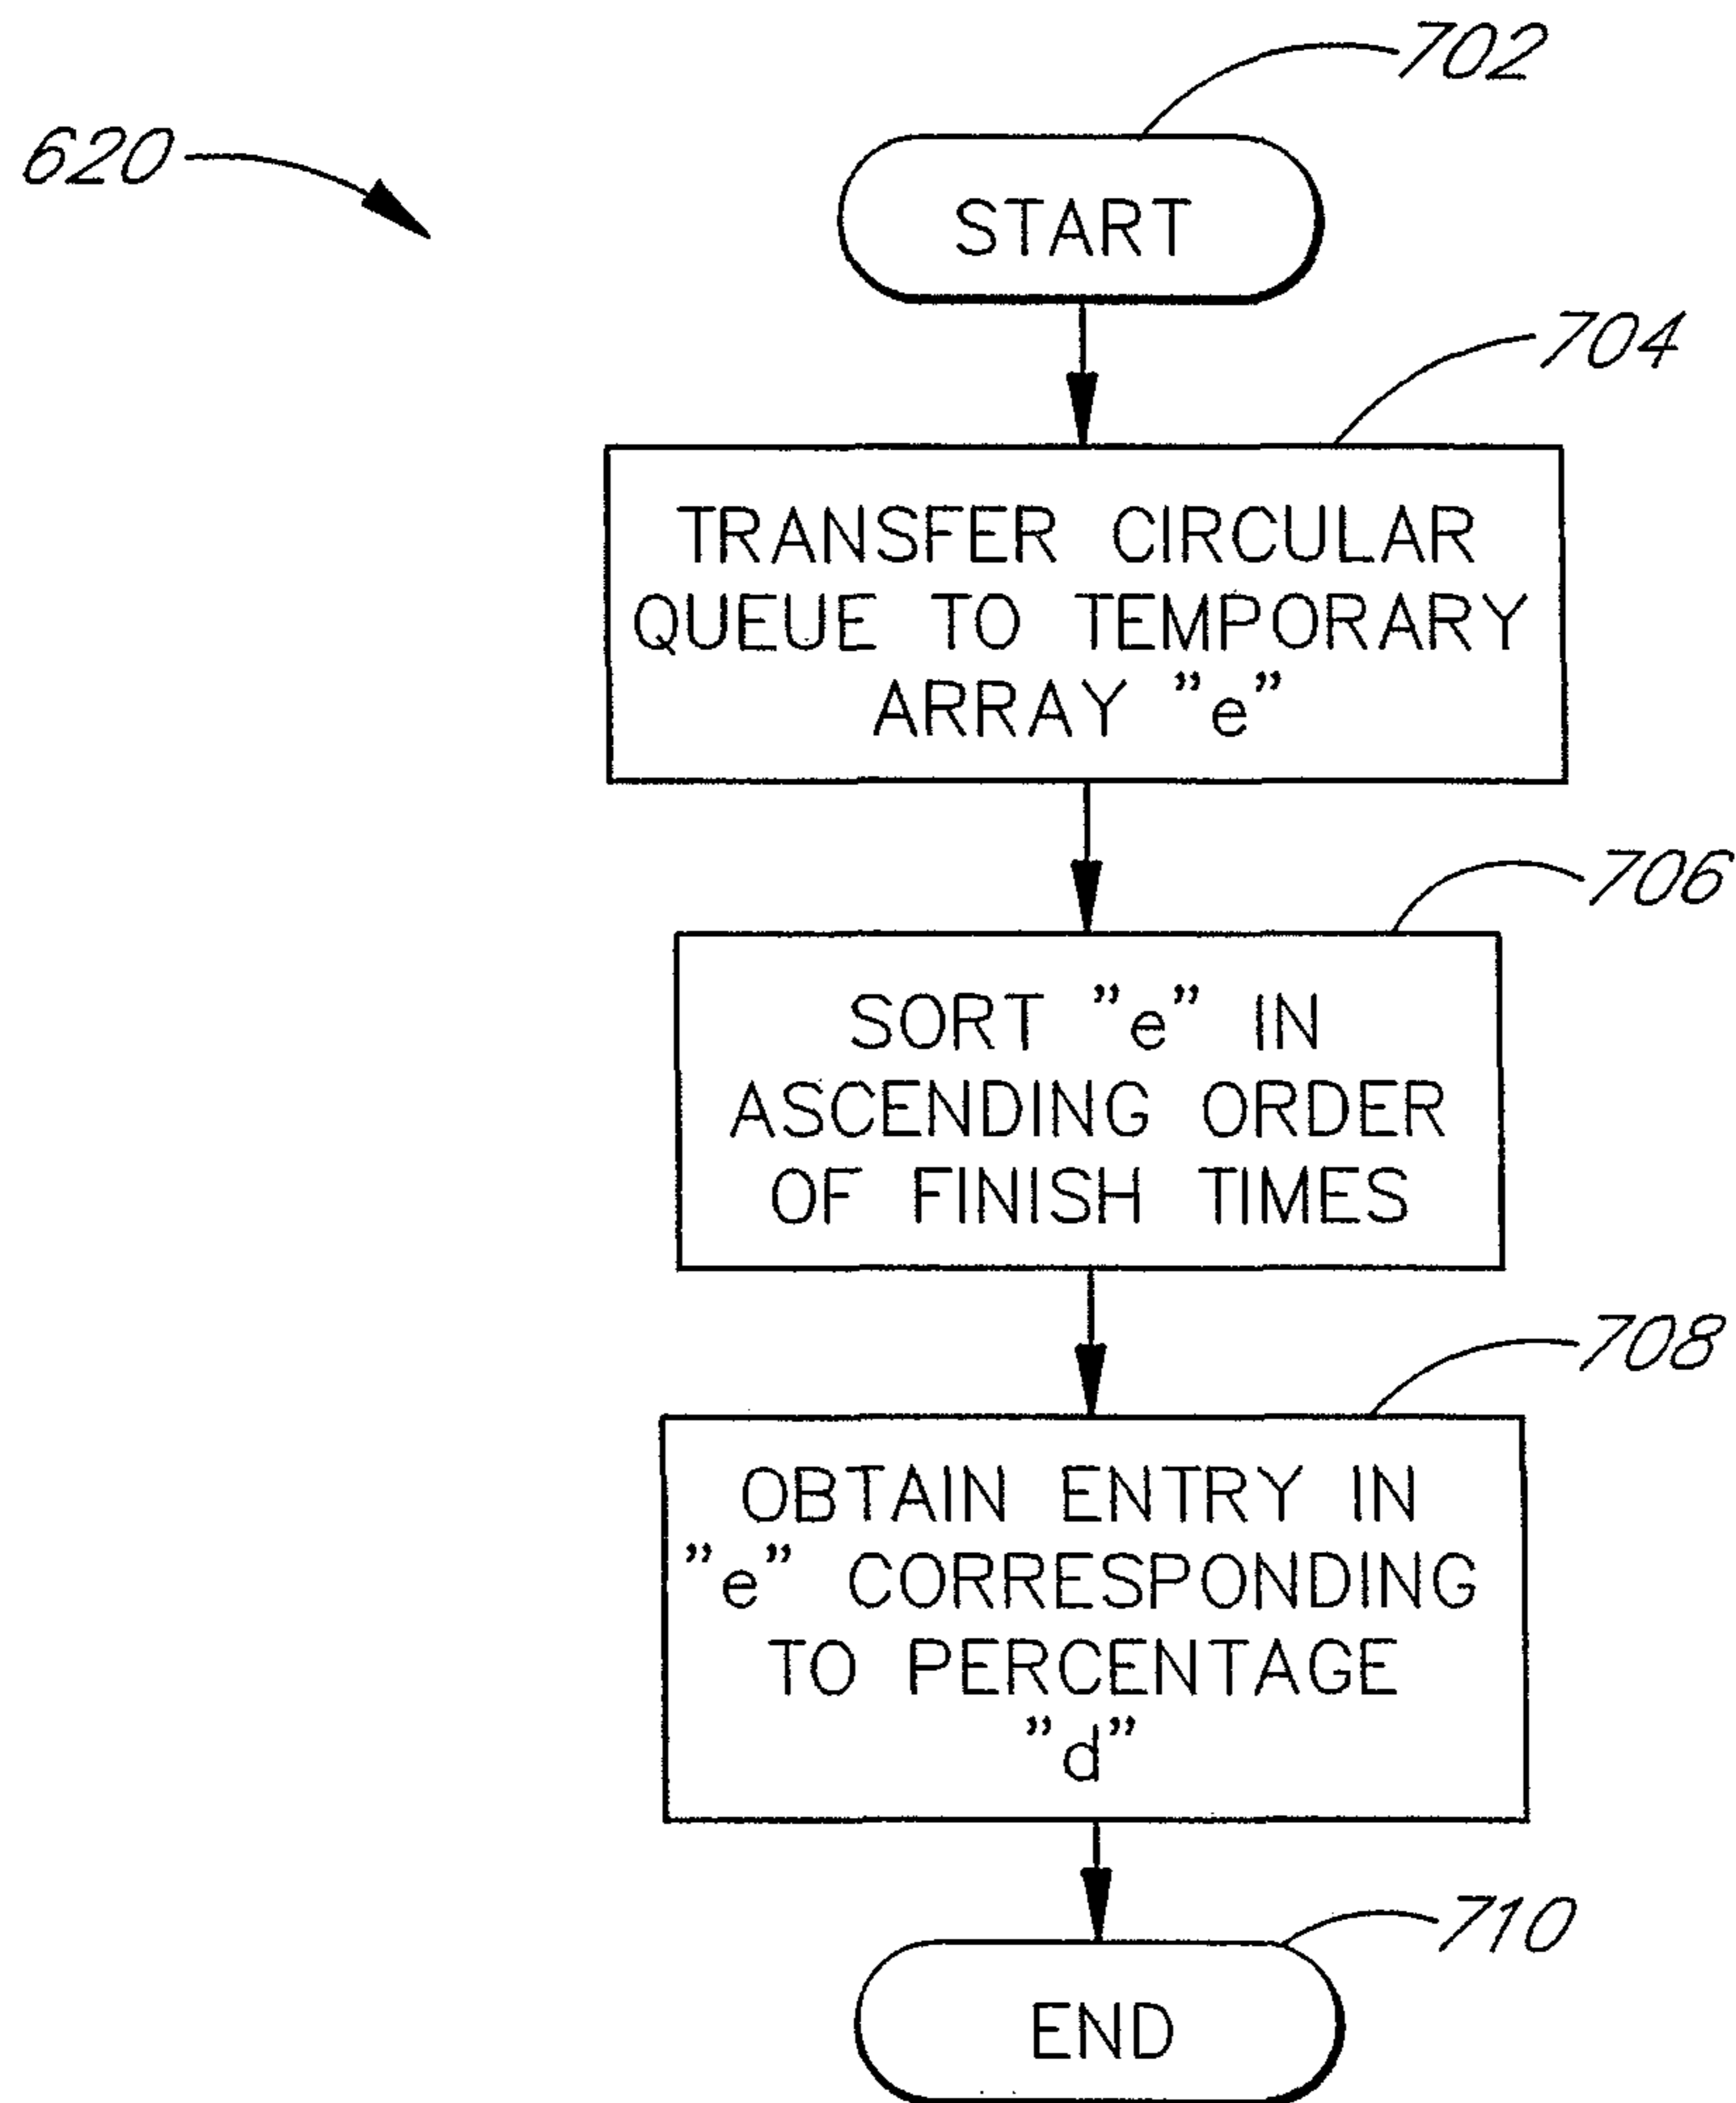 702
620
START
704
TRANSFER CIRCULAR
QUEUE TO TEMPORARY
ARRAY "e"
706
SORT "e" IN
ASCENDING ORDER
OF FINISH TIMES
708
OBTAIN ENTRY IN
"e" CORRESPONDING
TO PERCENTAGE
"d"
710
END